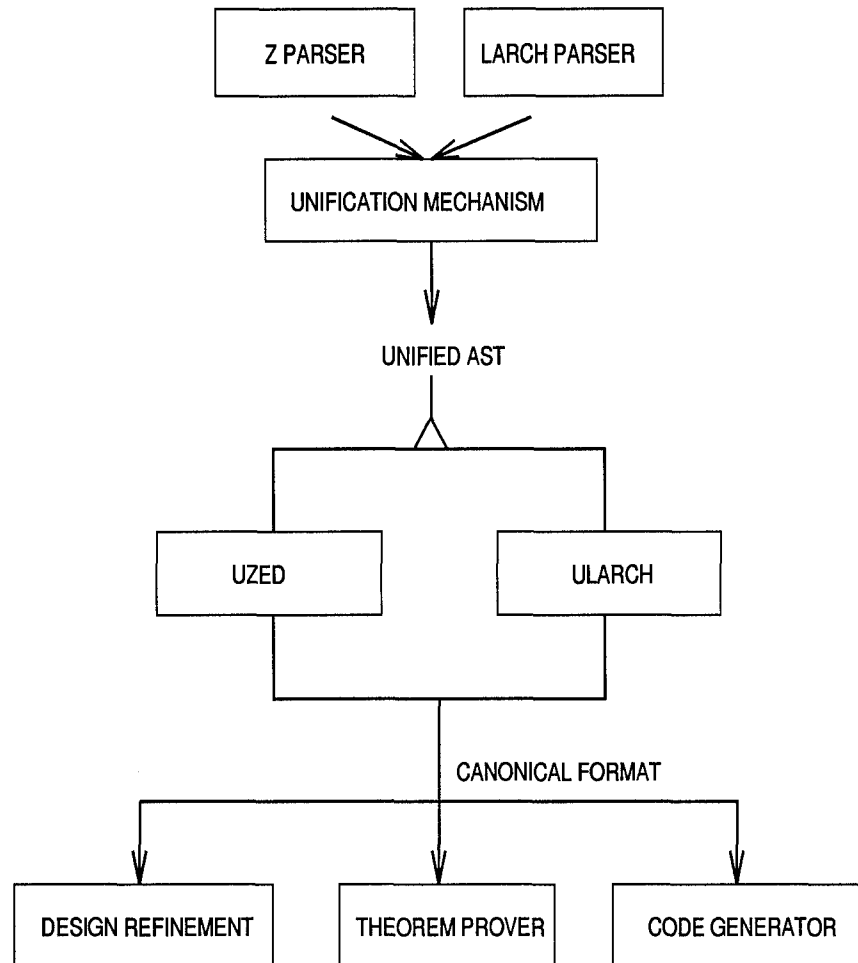 Z PARSER
LARCH PARSER
UNIFICATION MECHANISM
UNIFIED AST
UZED
ULARCH
CANONICAL FORMAT
DESIGN REFINEMENT
THEOREM PROVER
CODE GENERATOR